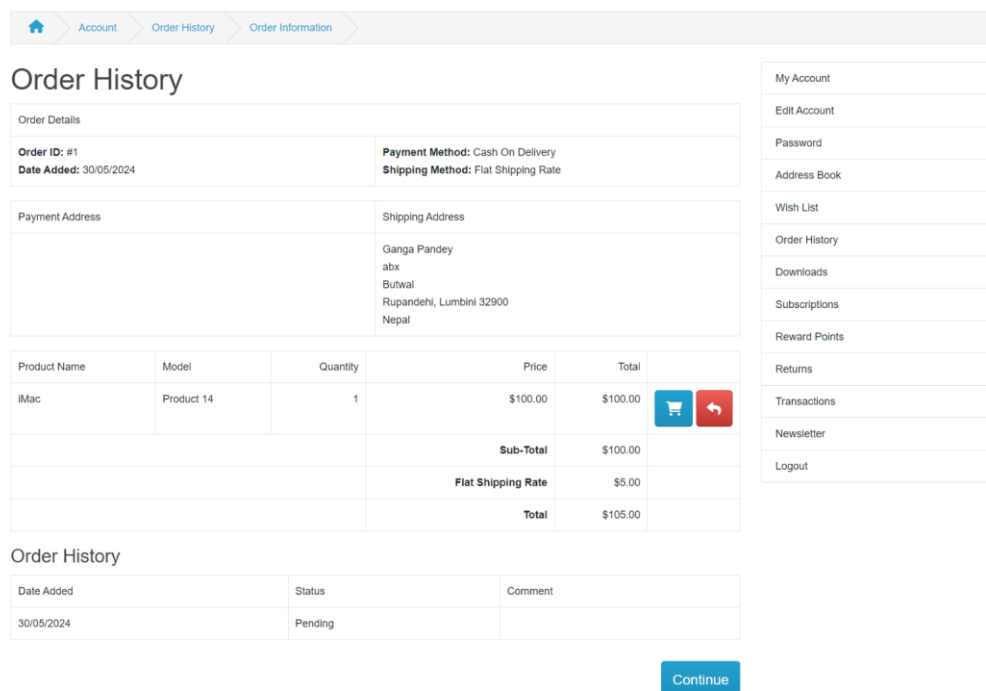 Account Order History Order Information
Order History
Order Details
Order ID: #1
Date Added: 30/05/2024
Payment Method: Cash On Delivery
Shipping Method: Flat Shipping Rate
Payment Address Shipping Address
Ganga Pandey
abx
Butwal
Rupandehi, Lumbini 32900
Nepal
Product Name Model Quantity Price Total
iMac Product 14 1 $100.00 $100.00
Sub-Total $100.00
Flat Shipping Rate $5.00
Total $105.00
Order History
Date Added Status Comment
30/05/2024 Pending
Continue
My Account
Edit Account
Password
Address Book
Wish List
Order History
Downloads
Subscriptions
Reward Points
Returns
Transactions
Newsletter
Logout